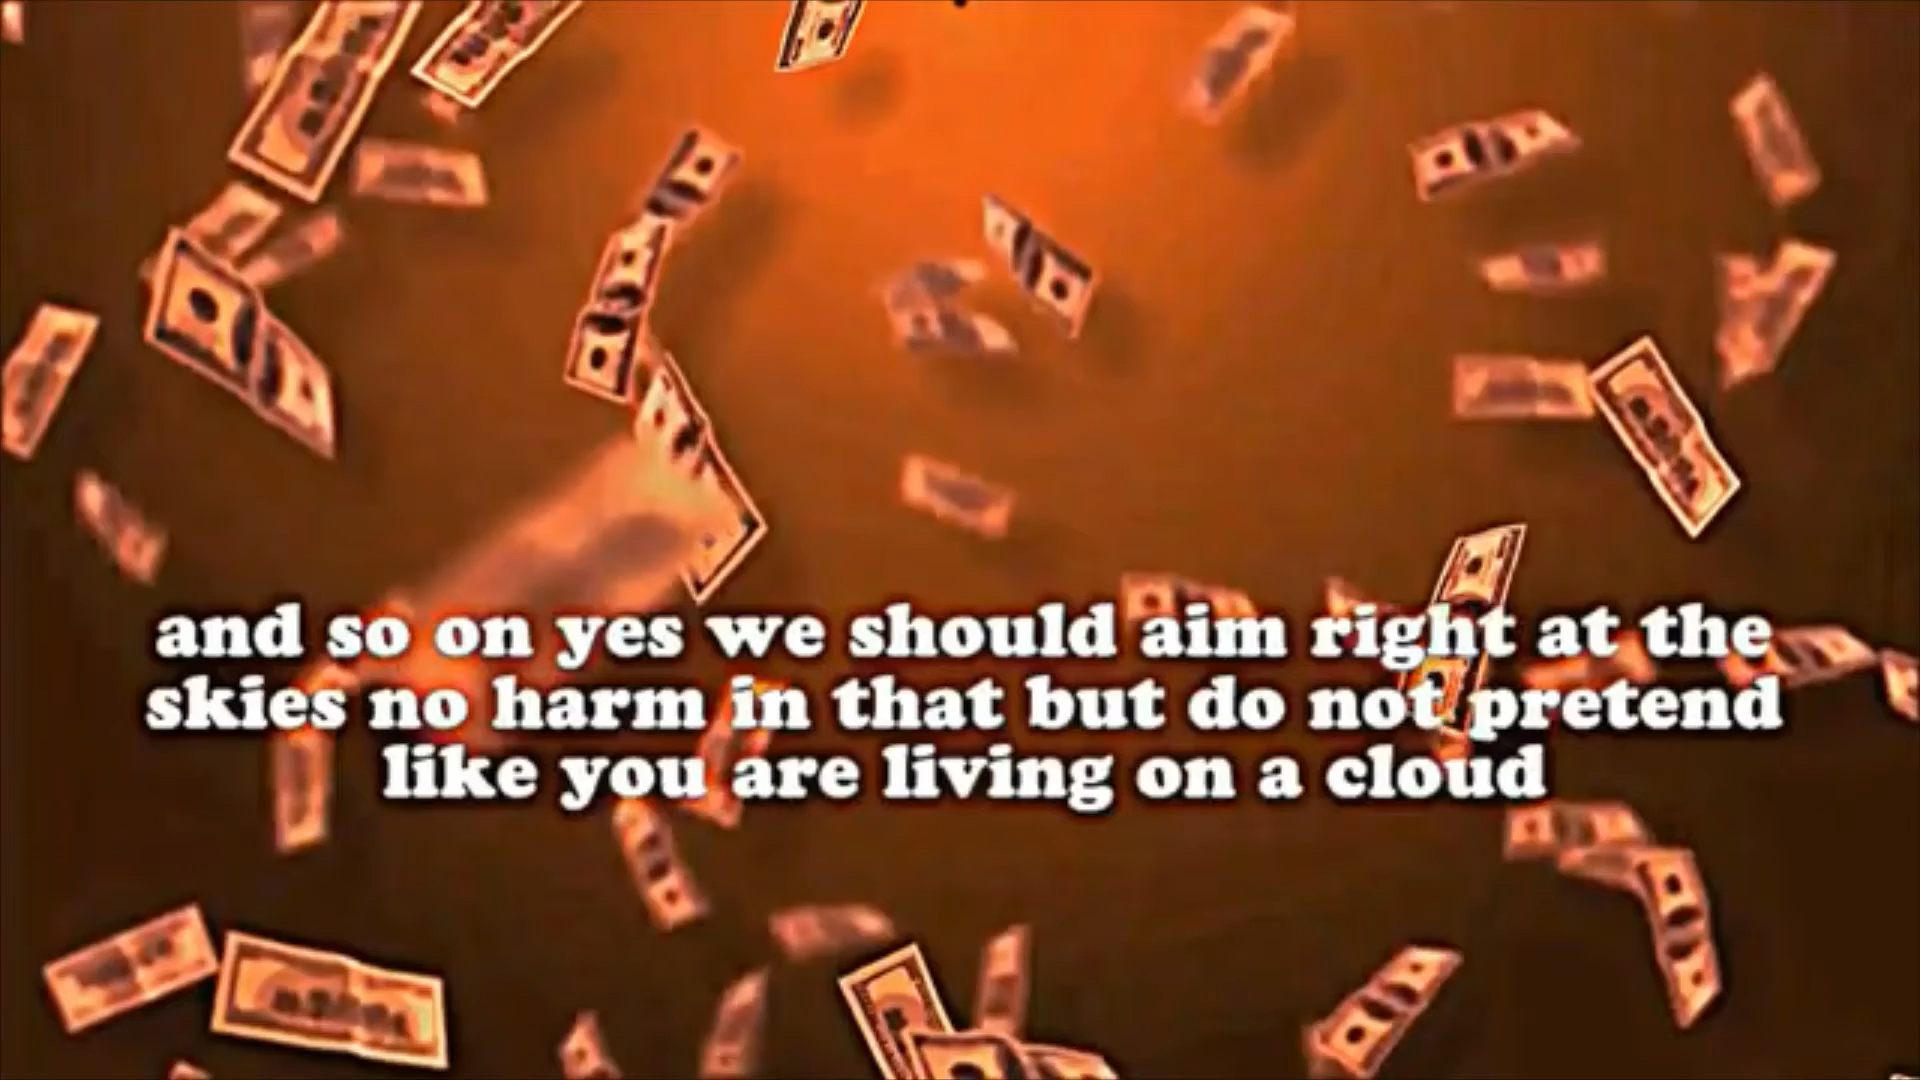 and so on yes we should aim right at the
skies no harm in that but do not pretend
like you are living on a cloud